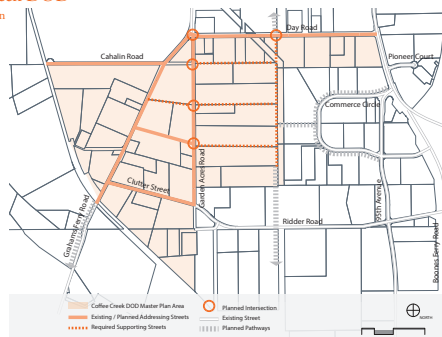 DOD
n
Day Road
Cahalin Road
Pioneer Court
Commerce Circle
Garden Acres Road
Clutter Street
95th Avenue
Grahams Ferry Road
Ridder Road
Boones Ferry Road
Coffee Creek DOD Master Plan Area
Existing / Planned Addressing Streets
Required Supporting Streets
Planned Intersection
Existing Street
Planned Pathways
NORTH